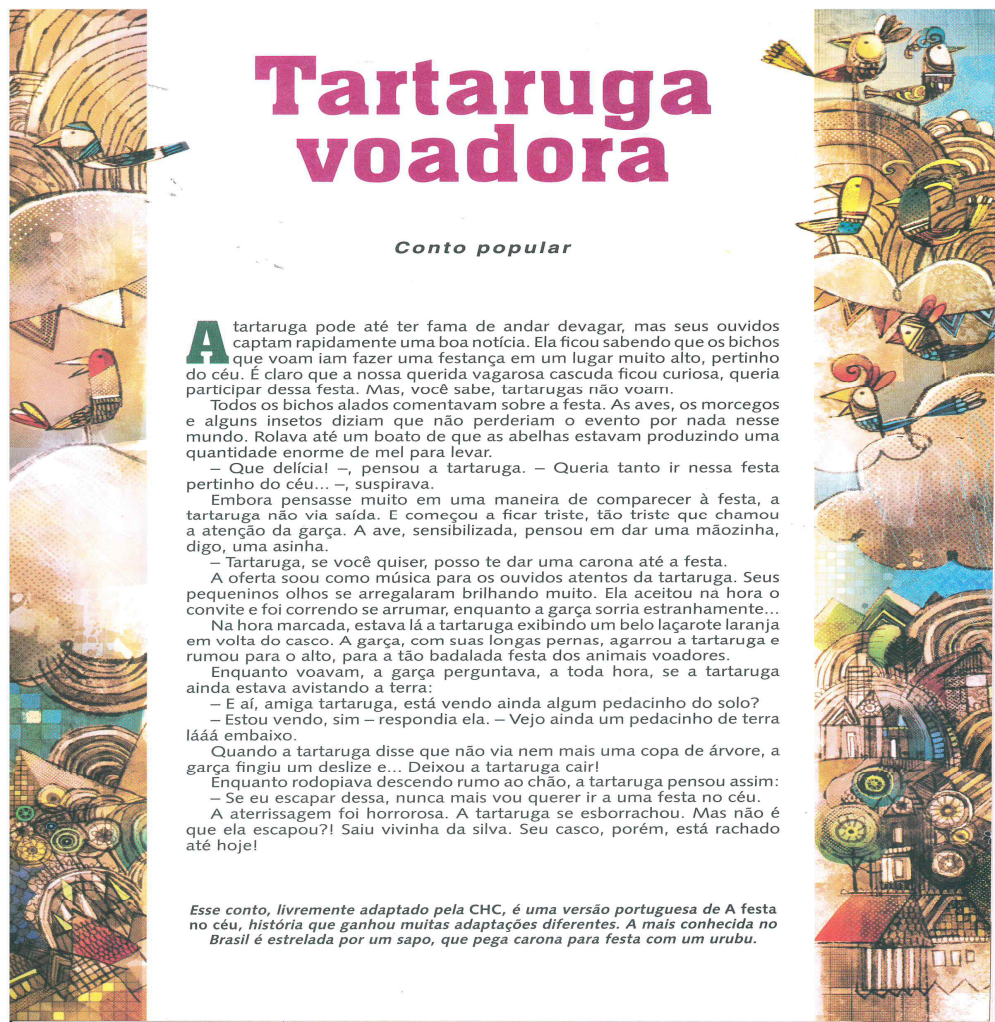 Tartaruga
voadora
Conto popular
A tartaruga pode até ter fama de andar devagar, mas seus ouvidos
captam rapidamente uma boa notícia. Ela ficou sabendo que os bichos
que voam iam fazer uma festança em um lugar muito alto, pertinho
do céu. É claro que a nossa querida vagarosa cascuda ficou curiosa, queria
participar dessa festa. Mas, você sabe, tartarugas não voam.
Todos os bichos alados comentavam sobre a festa. As aves, os morcegos
e alguns insetos diziam que não perderiam o evento por nada nesse
mundo. Rolava até um boato de que as abelhas estavam produzindo uma
quantidade enorme de mel para levar.
– Que delícia! –, pensou a tartaruga. – Queria tanto ir nessa festa
pertinho do céu... –, suspirava.
Embora pensasse muito em uma maneira de comparecer à festa, a
tartaruga não via saída. E começou a ficar triste, tão triste que chamou
a atenção da garça. A ave, sensibilizada, pensou em dar uma mãozinha,
digo, uma asinha.
– Tartaruga, se você quiser, posso te dar uma carona até a festa.
A oferta soou como música para os ouvidos atentos da tartaruga. Seus
pequeninos olhos se arregalaram brilhando muito. Ela aceitou na hora o
convite e foi correndo se arrumar, enquanto a garça sorria estranhamente...
Na hora marcada, estava lá a tartaruga exibindo um belo laçarote laranja
em volta do casco. A garça, com suas longas pernas, agarrou a tartaruga e
rumou para o alto, para a tão badalada festa dos animais voadores.
Enquanto voavam, a garça perguntava, a toda hora, se a tartaruga
ainda estava avistando a terra:
– E aí, amiga tartaruga, está vendo ainda algum pedacinho do solo?
– Estou vendo, sim – respondia ela. – Vejo ainda um pedacinho de terra
lááá embaixo.
Quando a tartaruga disse que não via nem mais uma copa de árvore, a
garça fingiu um deslize e... Deixou a tartaruga cair!
Enquanto rodopiava descendo rumo ao chão, a tartaruga pensou assim:
– Se eu escapar dessa, nunca mais vou querer ir a uma festa no céu.
A aterrissagem foi horrorosa. A tartaruga se esborrachou. Mas não é
que ela escapou?! Saiu vivinha da silva. Seu casco, porém, está rachado
até hoje!
Esse conto, livremente adaptado pela CHC, é uma versão portuguesa de A festa
no céu, história que ganhou muitas adaptações diferentes. A mais conhecida no
Brasil é estrelada por um sapo, que pega carona para festa com um urubu.